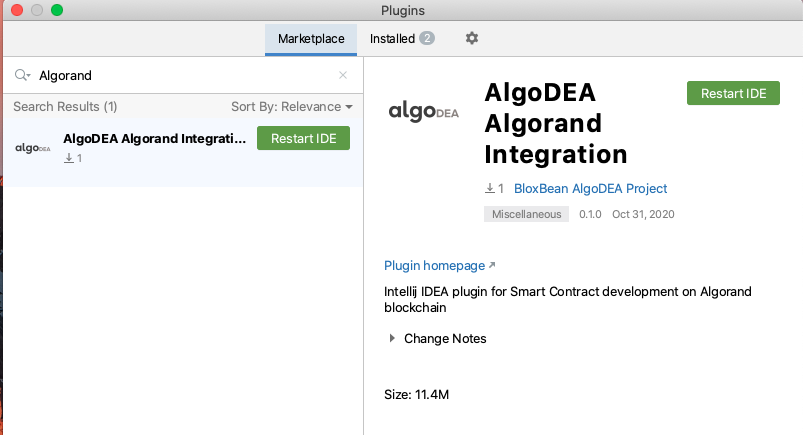 Plugins
Marketplace
Installed 2
Algorand
Search Results (1)
Sort By: Relevance
algoDEA
AlgoDEA Algorand Integrati...
Restart IDE
1
algoDEA
AlgoDEA
Algorand
Integration
Restart IDE
1 BloxBean AlgoDEA Project
Miscellaneous 0.1.0 Oct 31, 2020
Plugin homepage
Intellij IDEA plugin for Smart Contract development on Algorand
blockchain
Change Notes
Size: 11.4M